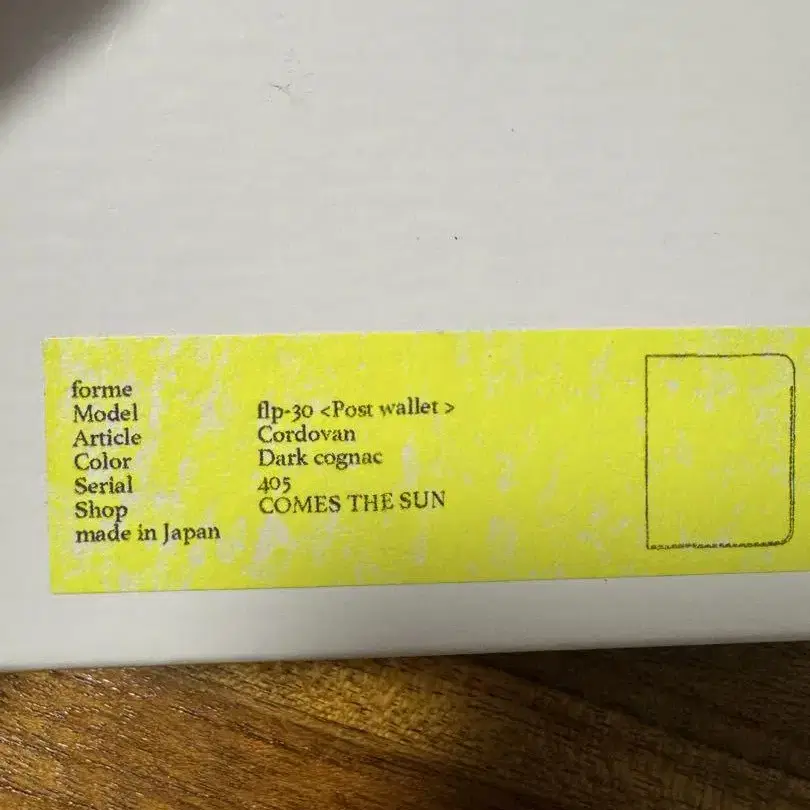 forme
Model flp-30 <Post wallet >
Article Cordovan
Color Dark cognac
Serial 405
Shop COMES THE SUN
made in Japan